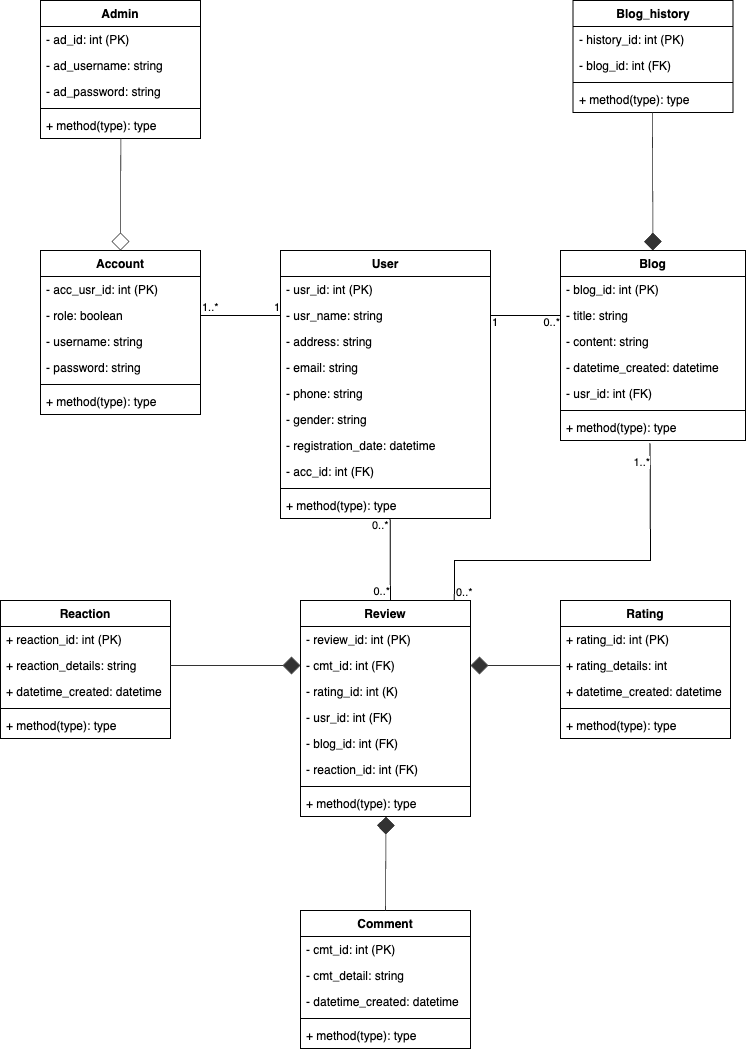 Admin
- ad_id: int (PK)
- ad_username: string
- ad_password: string
+ method(type): type
Blog_history
- history_id: int (PK)
- blog_id: int (FK)
+ method(type): type
Account
- acc_usr_id: int (PK)
- role: boolean
- username: string
- password: string
+ method(type): type
1..*
1
User
- usr_id: int (PK)
- usr_name: string
- address: string
- email: string
- phone: string
- gender: string
- registration_date: datetime
- acc_id: int (FK)
+ method(type): type
1
0..*
Blog
- blog_id: int (PK)
- title: string
- content: string
- datetime_created: datetime
- usr_id: int (FK)
+ method(type): type
1..*
0..*
0..*
0..*
Reaction
+ reaction_id: int (PK)
+ reaction_details: string
+ datetime_created: datetime
+ method(type): type
Review
- review_id: int (PK)
- cmt_id: int (FK)
- rating_id: int (K)
- usr_id: int (FK)
- blog_id: int (FK)
- reaction_id: int (FK)
+ method(type): type
Rating
+ rating_id: int (PK)
+ rating_details: int
+ datetime_created: datetime
+ method(type): type
Comment
- cmt_id: int (PK)
- cmt_detail: string
- datetime_created: datetime
+ method(type): type